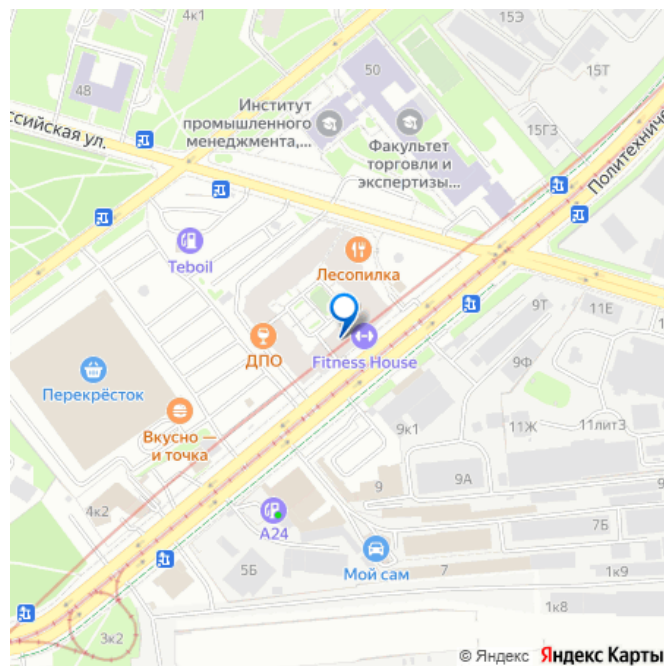 4к1
15Э
50
15Т
48
Институт
промышленного
менеджмента,...
15Г3
ссийская ул.
Факультет
торговли и
экспертизы...
Политехниче
Teboil
Лесопилка
9Т
11Е
ДПО
Fitness House
9Ф
Перекрёсток
Вкусно —
и точка
9к1
11Ж
11лит3
9А
9
4к2
А24
7Б
5Б
Мой сам
7
1к9
1к8
3к2
© Яндекс Яндекс Карты